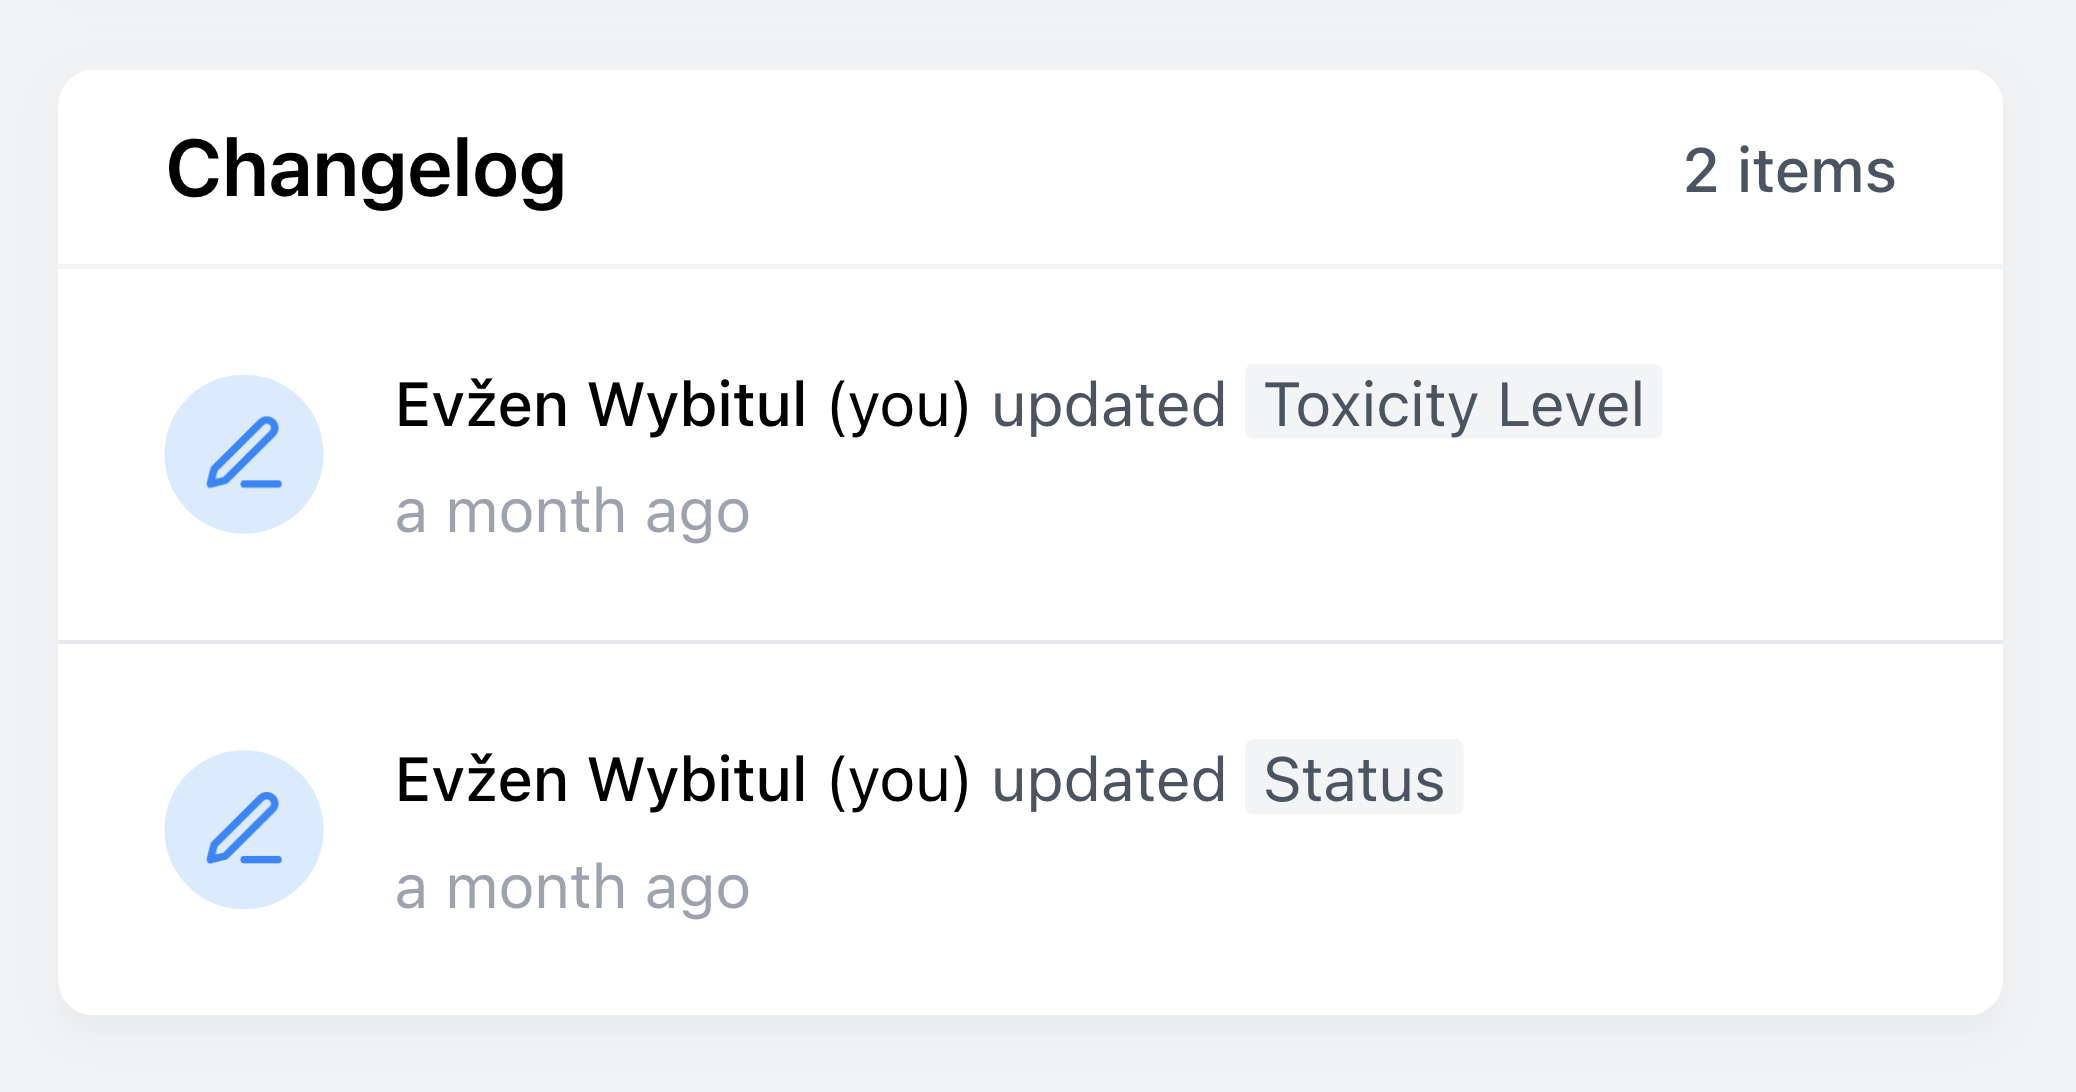 Changelog
2 items
Evžen Wybitul (you) updated Toxicity Level
a month ago
Evžen Wybitul (you) updated Status
a month ago